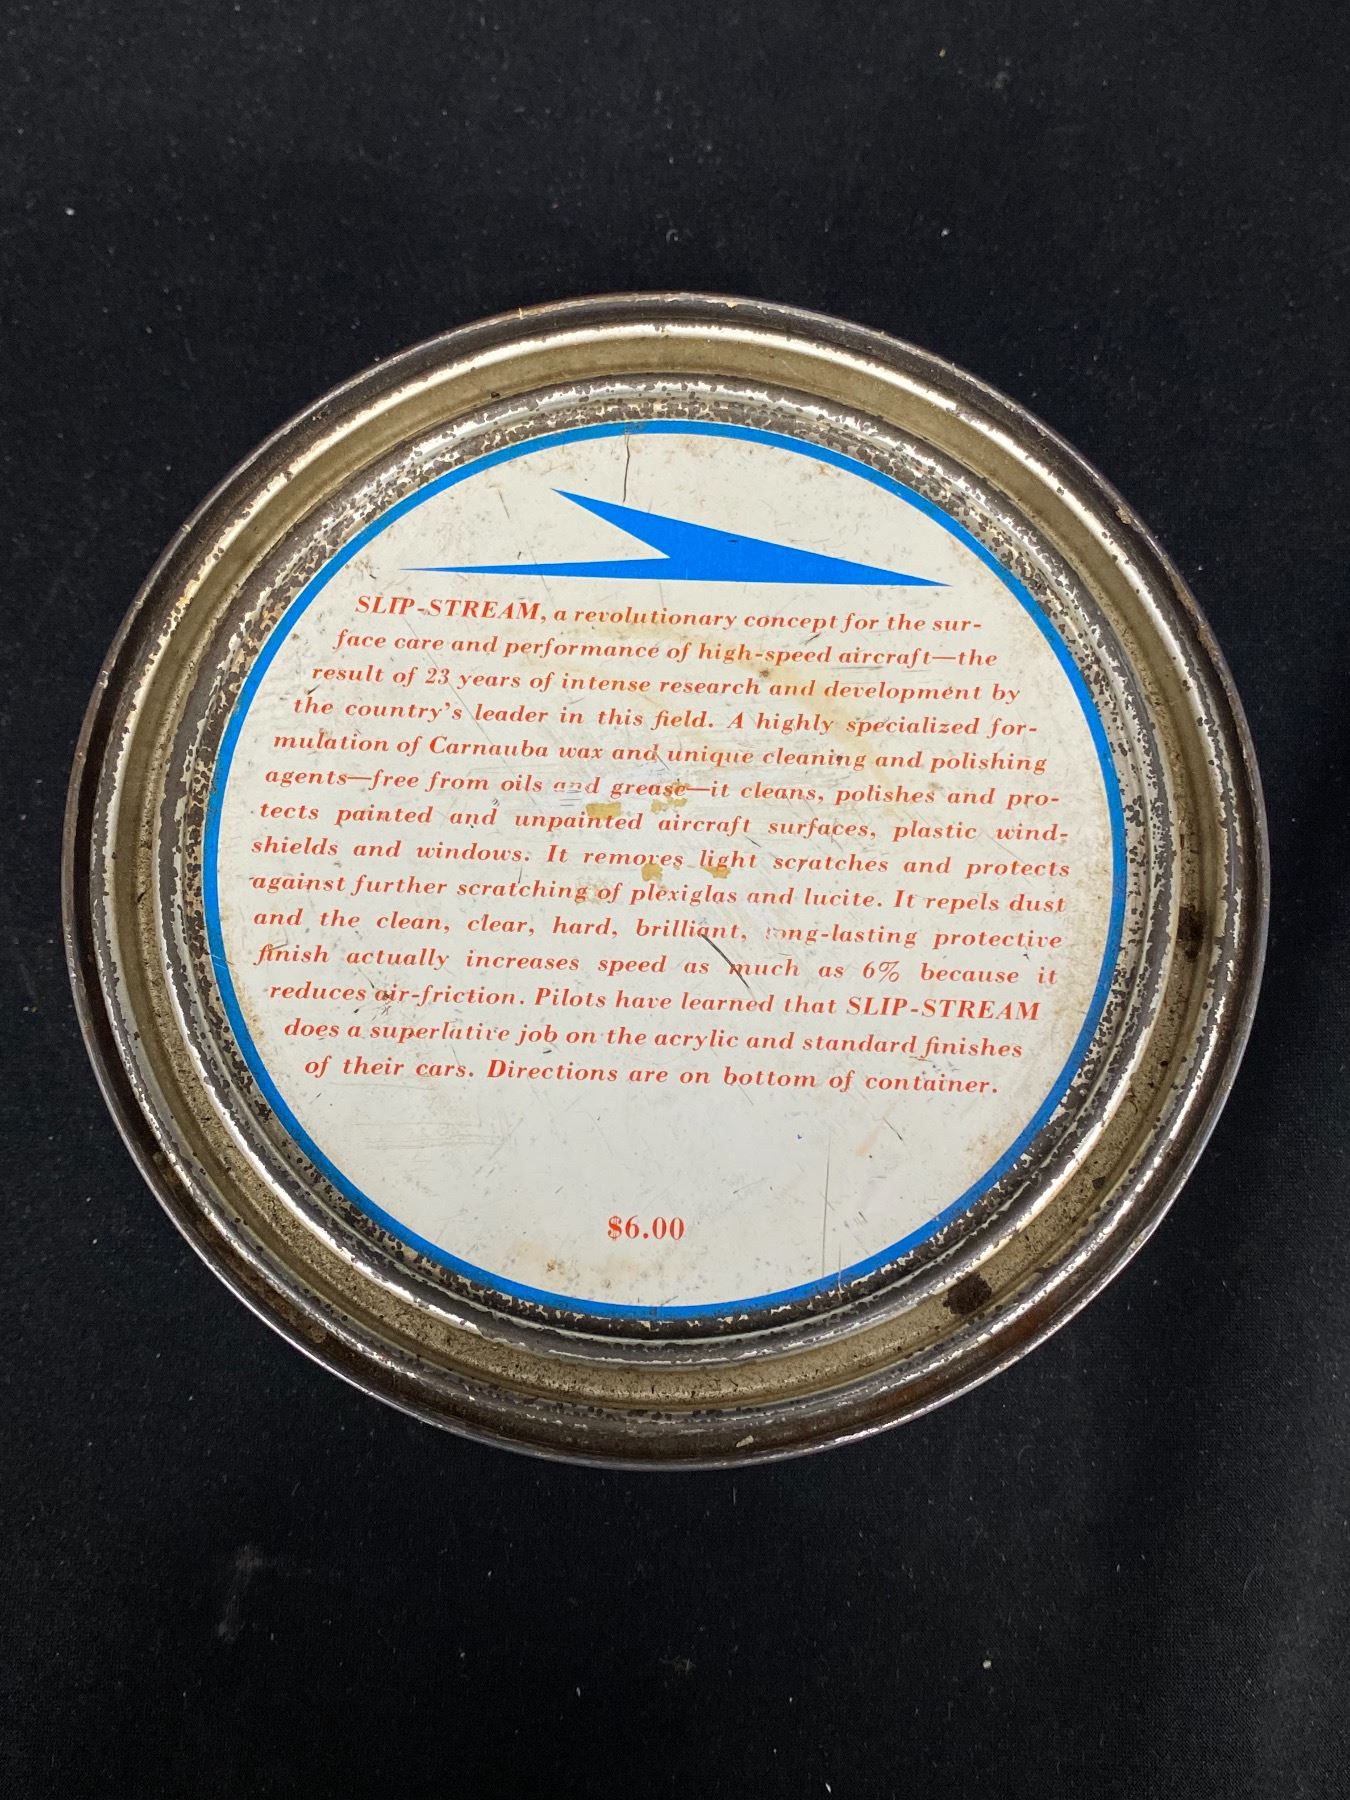 SLIP-STREAM, a revolutionary concept for the sur-
face care and performance of high-speed aircraft—the
result of 23 years of intense research and development by
the country's leader in this field. A highly specialized for-
mulation of Carnauba wax and unique cleaning and polishing
agents—free from oils and grease—it cleans, polishes and pro-
tects painted and unpainted aircraft surfaces, plastic wind-
shields and windows. It removes light scratches and protects
against further scratching of plexiglas and lucite. It repels dust
and the clean, clear, hard, brilliant, long-lasting protective
finish actually increases speed as much as 6% because it
reduces air-friction. Pilots have learned that SLIP-STREAM
does a superlative job on the acrylic and standard finishes
of their cars. Directions are on bottom of container.
$6.00